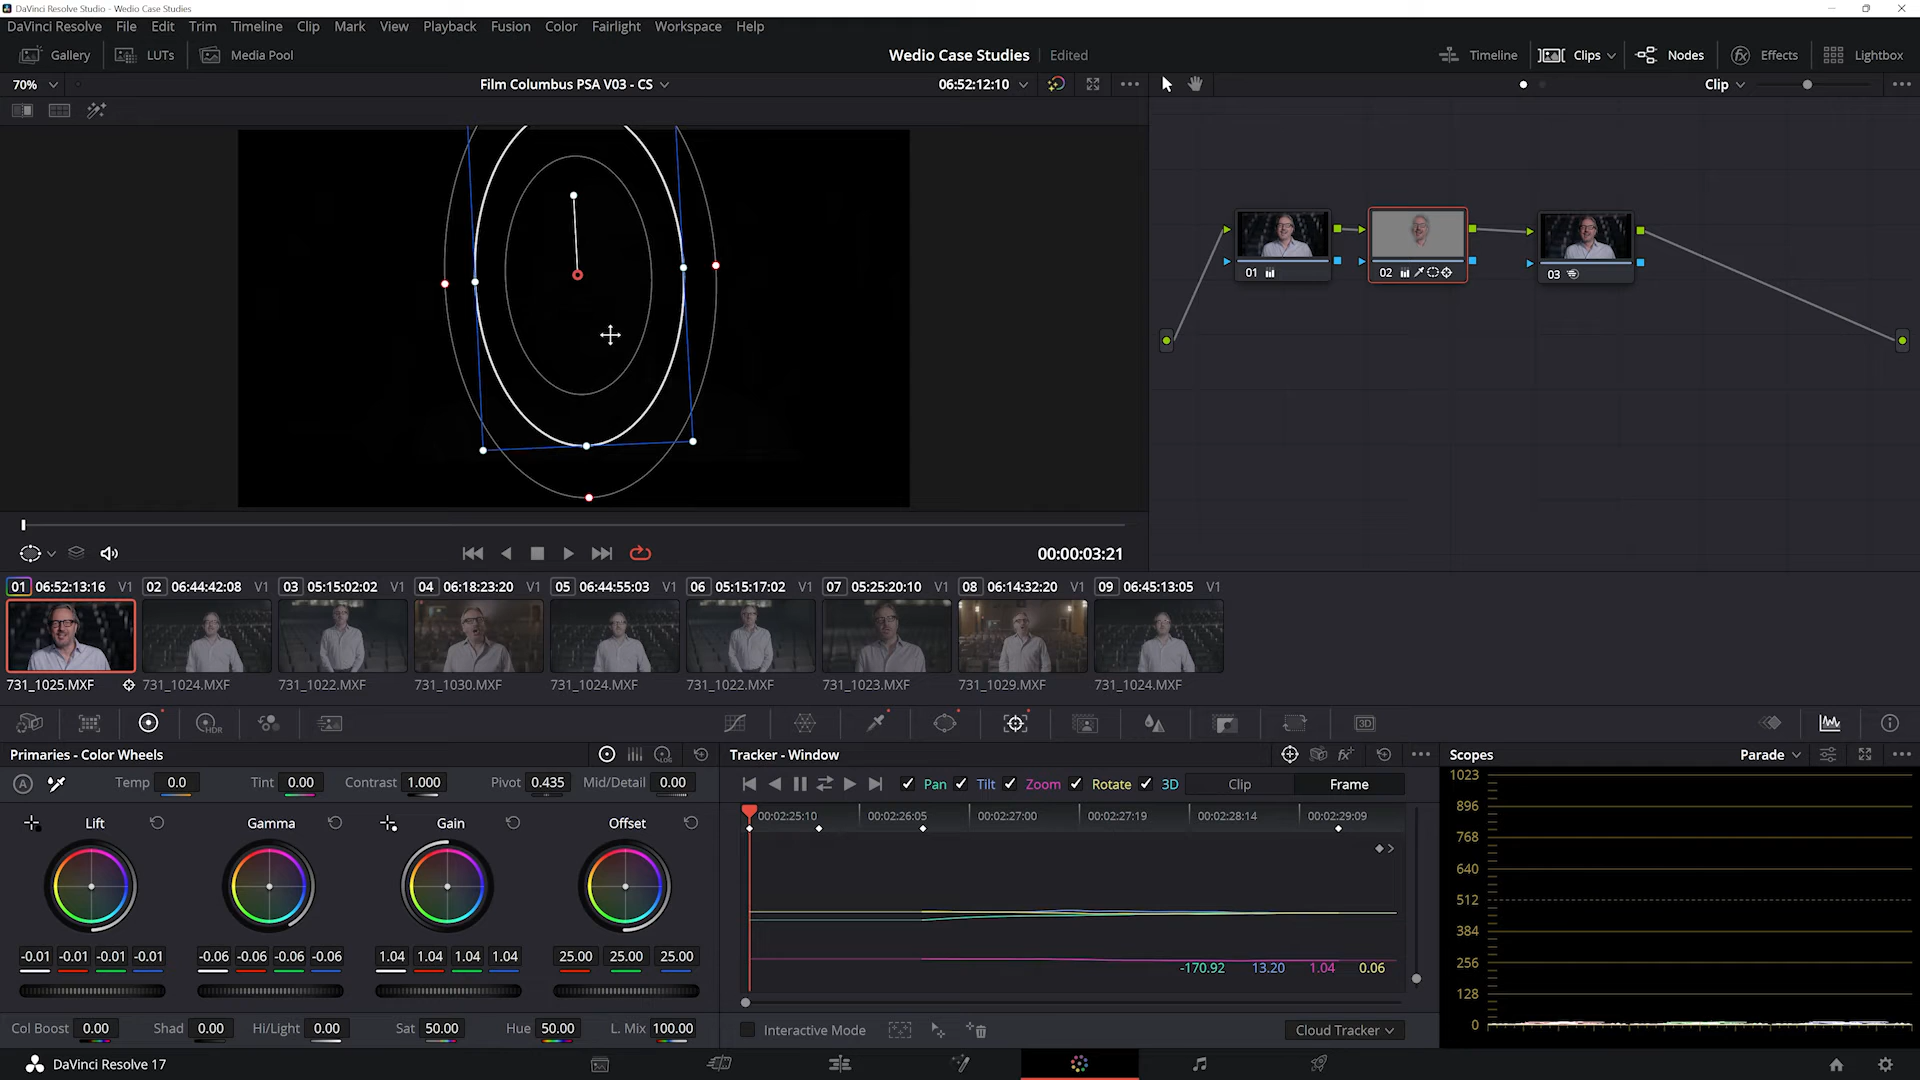 DaVinci Resolve Studio - Wedio Case Studies
DaVinci Resolve File Edit Trim Timeline Clip Mark View Playback Fusion Color Fairlight Workspace Help
Gallery LUTs Media Pool Wedio Case Studies Edited Timeline Clips Nodes Effects Lightbox
70% Film Columbus PSA V03 - CS 06:52:12:10 Clip
01 02 03
00:00:03:21
01 06:52:13:16 V1 02 06:44:42:08 V1 03 05:15:02:02 V1 04 06:18:23:20 V1 05 06:44:55:03 V1 06 05:15:17:02 V1 07 05:25:20:10 V1 08 06:14:32:20 V1 09 06:45:13:05 V1
731_1025.MXF 731_1024.MXF 731_1022.MXF 731_1030.MXF 731_1024.MXF 731_1022.MXF 731_1023.MXF 731_1029.MXF 731_1024.MXF
HDR 3D
Primaries - Color Wheels LOG Tracker - Window fx Scopes Parade
A Temp 0.0 Tint 0.00 Contrast 1.000 Pivot 0.435 Mid/Detail 0.00 Pan Tilt Zoom Rotate 3D Clip Frame
Lift Gamma Gain Offset
00:02:25:10 00:02:26:05 00:02:27:00 00:02:27:19 00:02:28:14 00:02:29:09
1023
896
768
640
512
384
256
128
0
-0.01 -0.01 -0.01 -0.01 -0.06 -0.06 -0.06 -0.06 1.04 1.04 1.04 1.04 25.00 25.00 25.00
-170.92 13.20 1.04 0.06
Col Boost 0.00 Shad 0.00 Hi/Light 0.00 Sat 50.00 Hue 50.00 L. Mix 100.00 Interactive Mode Cloud Tracker
DaVinci Resolve 17